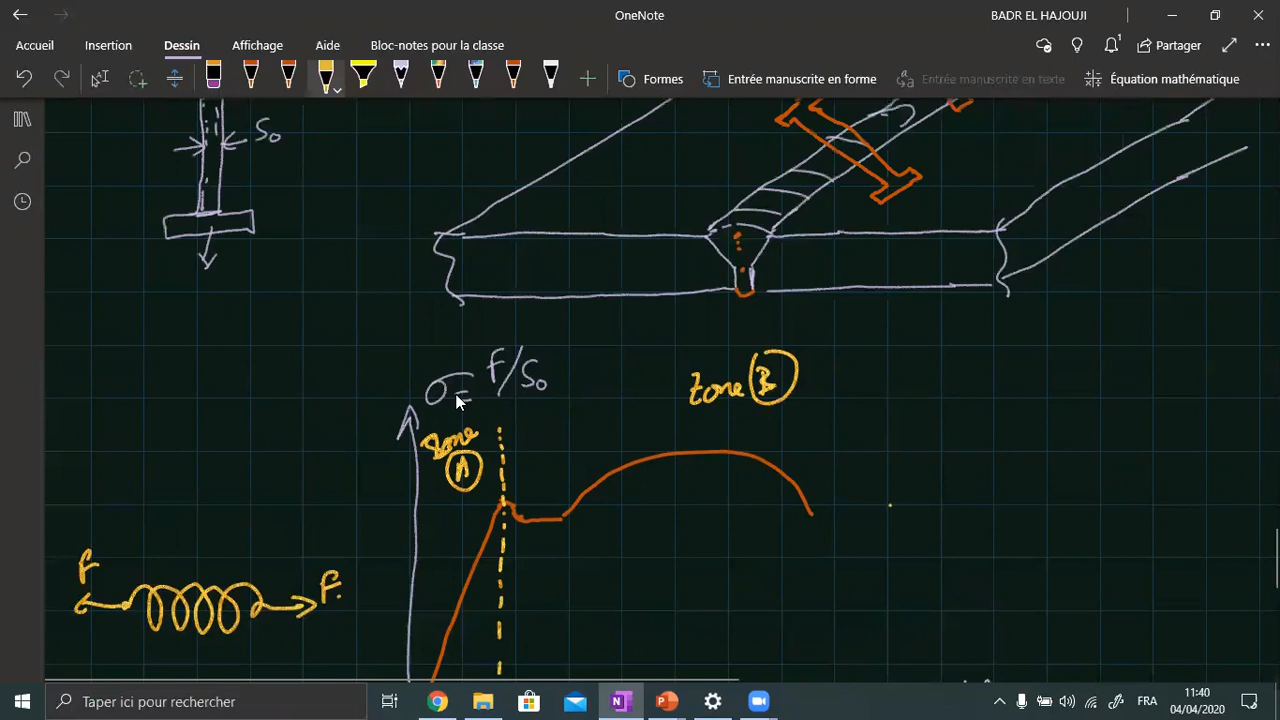 OneNote
BADR EL HAJOUJI
Accueil
Insertion
Dessin
Affichage
Aide
Bloc-notes pour la classe
Partager
Formes
Entrée manuscrite en forme
Entrée manuscrite en texte
Équation mathématique
S₀
σ = f/S₀
zone B
zone A
F
F.
Taper ici pour rechercher
FRA
11:40
04/04/2020